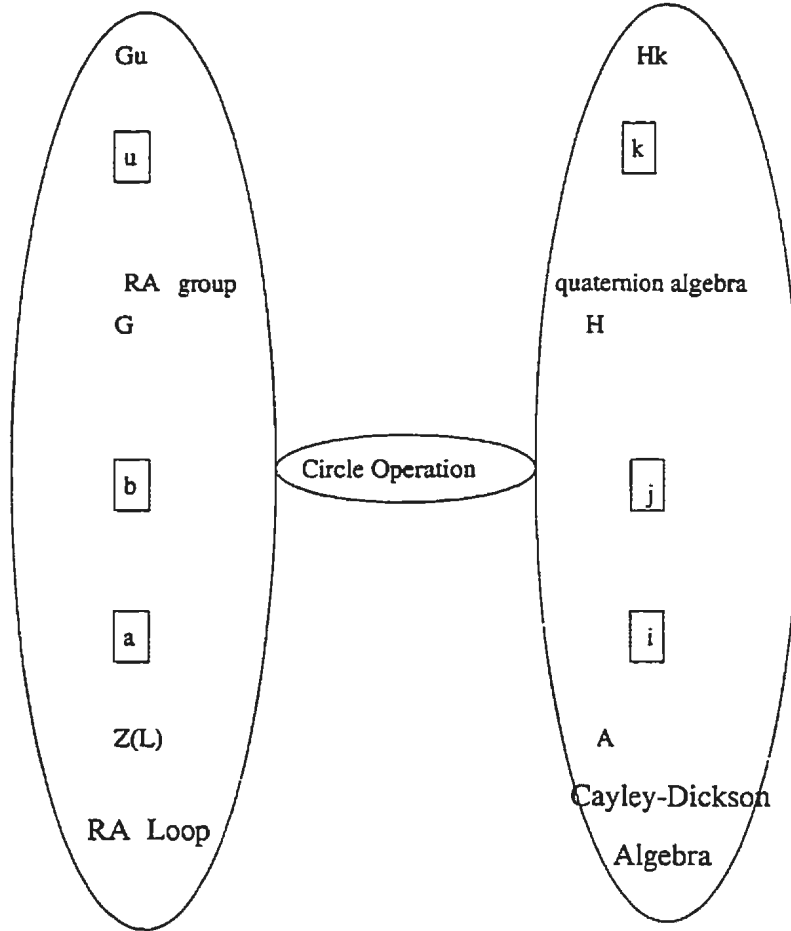 Gu
u
RA group
G
b
a
Z(L)
RA Loop
Circle Operation
Hk
k
quaternion algebra
H
j
i
A
Cayley-Dickson
Algebra